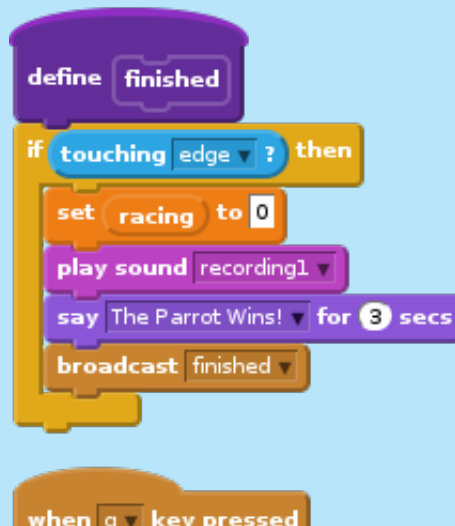 define finished
if touching edge ? then
set racing to 0
play sound recording1
say The Parrot Wins! for 3 secs
broadcast finished
when g key pressed